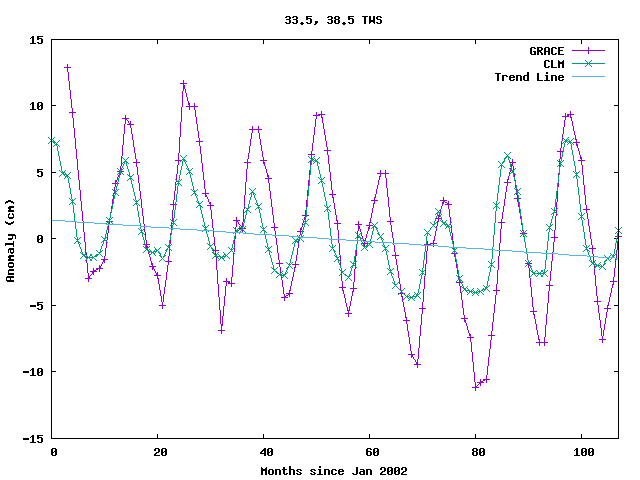 33.5, 38.5 TWS
GRACE
CLM
Trend Line
15
10
5
0
-5
-10
-15
Anomaly (cm)
0 20 40 60 80 100
Months since Jan 2002